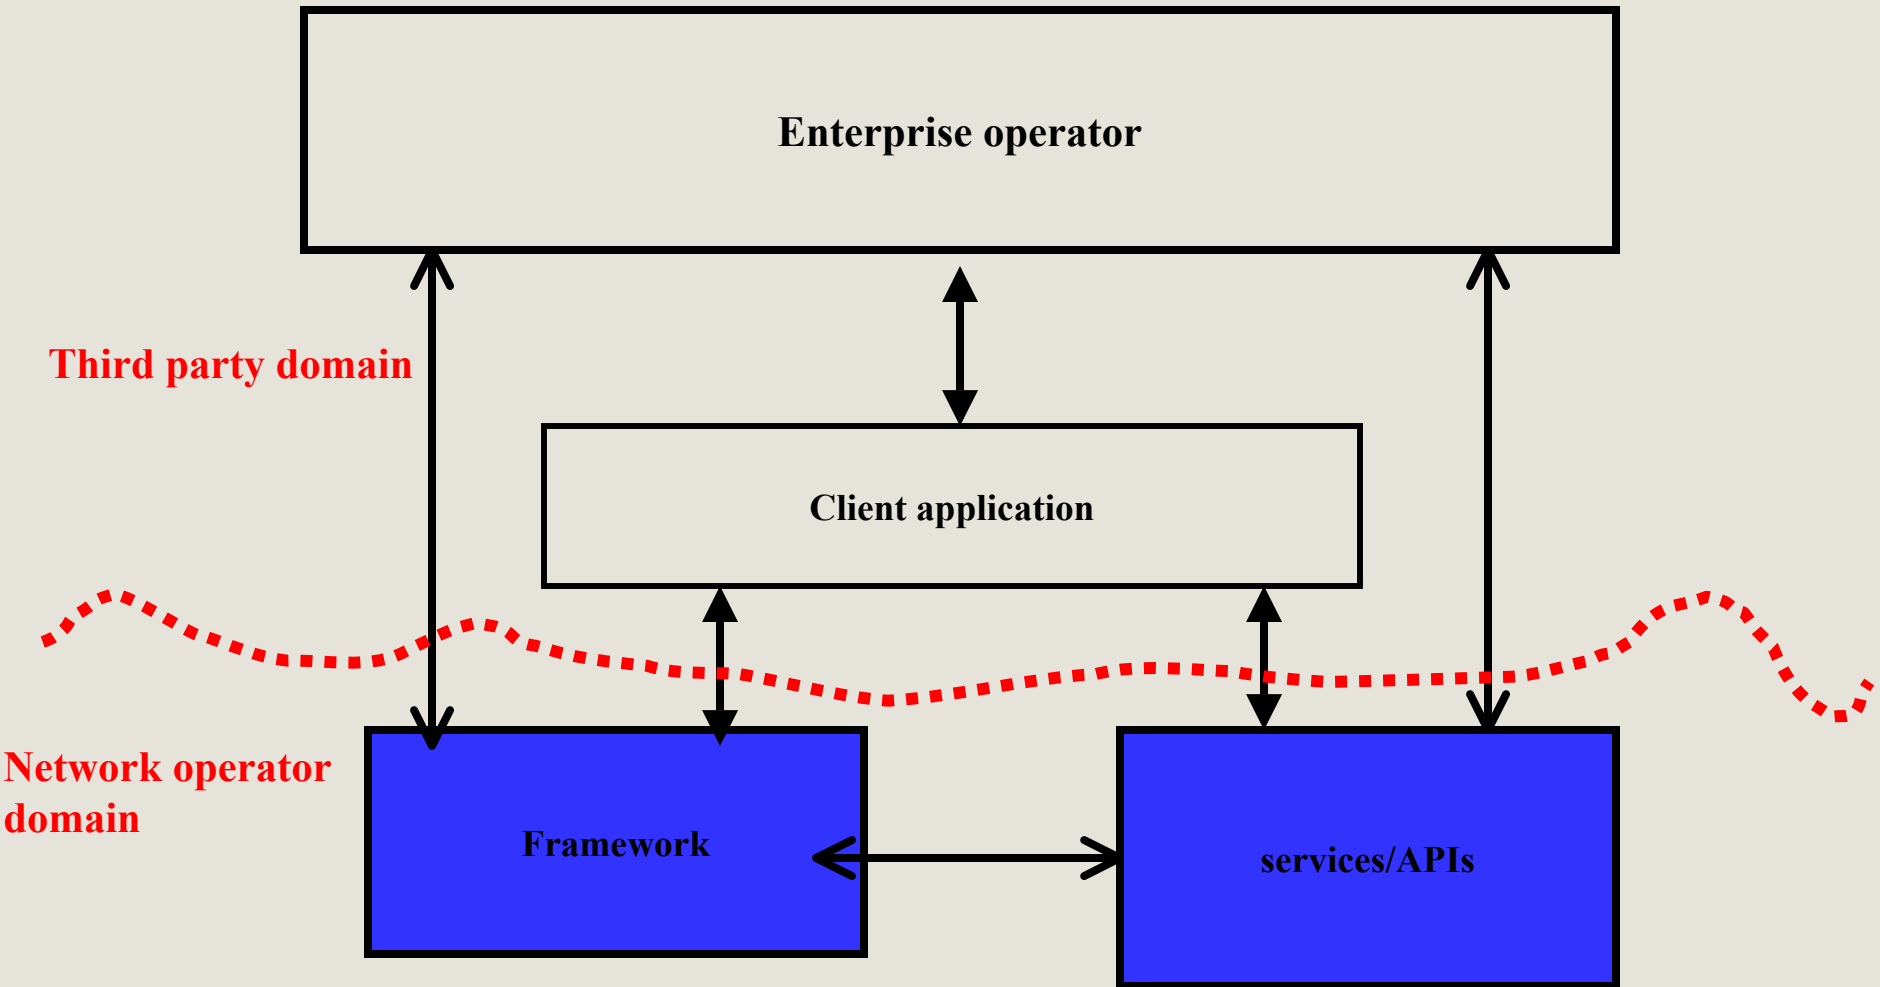 Enterprise operator
Third party domain
Client application
Network operator
domain
Framework
services/APIs